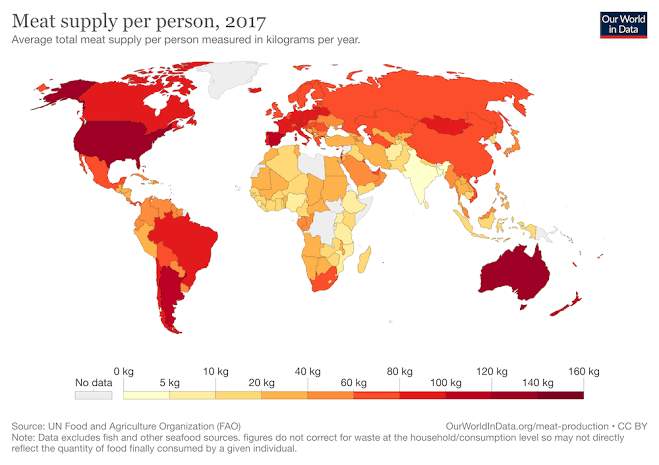 Meat supply per person, 2017
Average total meat supply per person measured in kilograms per year.
Our World
in Data
No data
0 kg
5 kg
10 kg
20 kg
40 kg
60 kg
80 kg
100 kg
120 kg
140 kg
160 kg
Source: UN Food and Agriculture Organization (FAO)
OurWorldInData.org/meat-production • CC BY
Note: Data excludes fish and other seafood sources. figures do not correct for waste at the household/consumption level so may not directly
reflect the quantity of food finally consumed by a given individual.